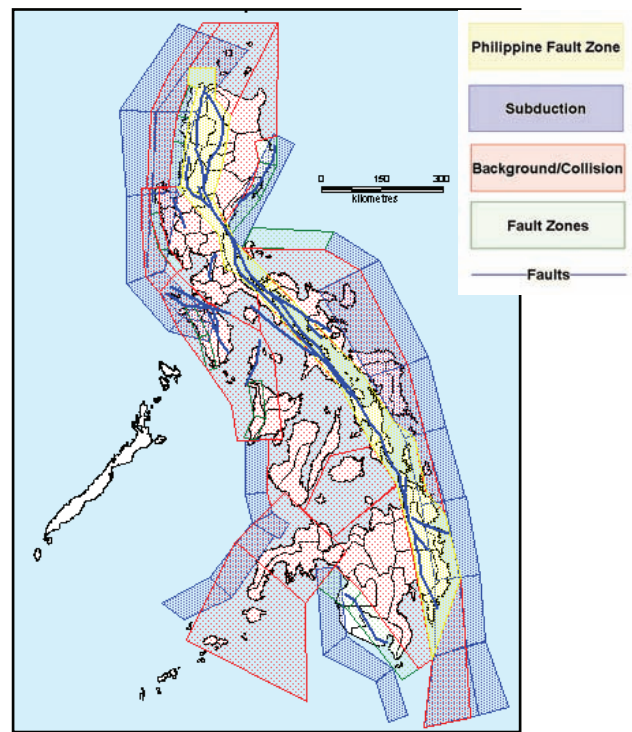 Philippine Fault Zone
Subduction
Background/Collision
Fault Zones
Faults
0 150 300
kilometres